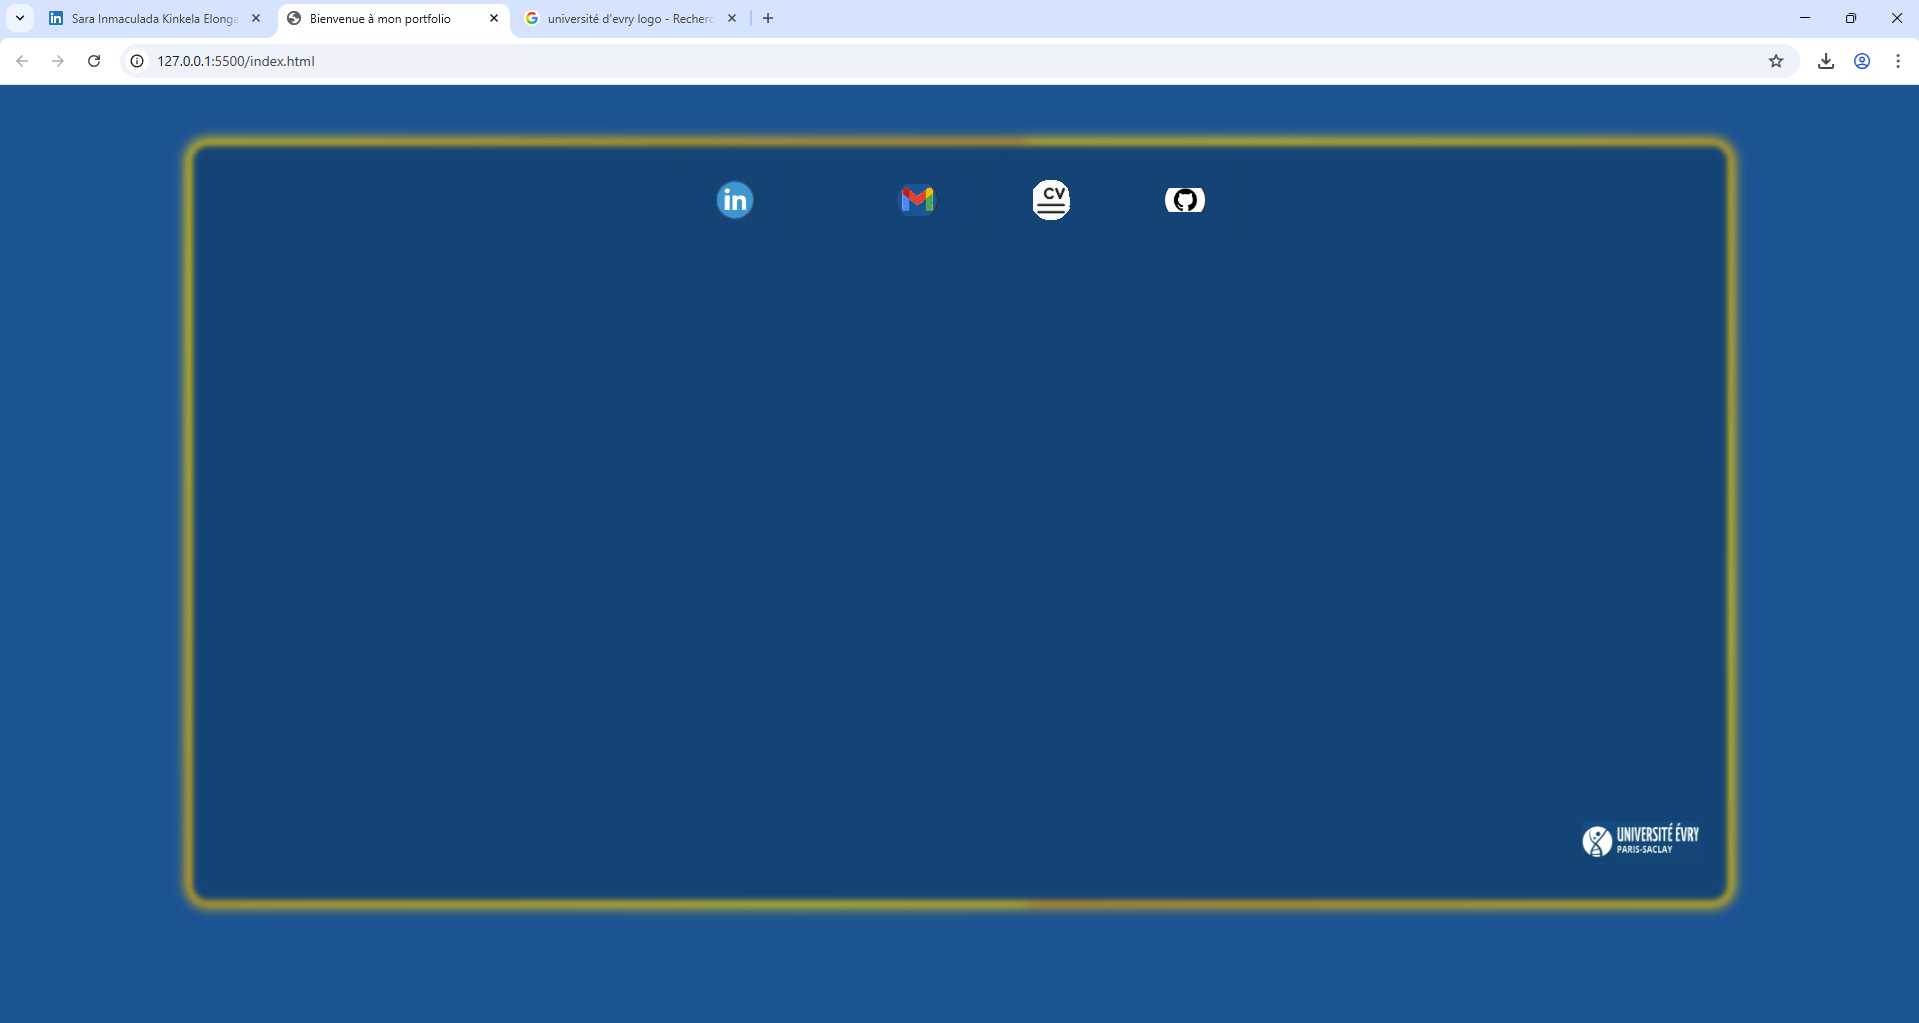 Sara Inmaculada Kinkela Elonga
Bienvenue à mon portfolio
université d'evry logo - Recherc
127.0.0.1:5500/index.html
in
CV
UNIVERSITÉ ÉVRY
PARIS-SACLAY